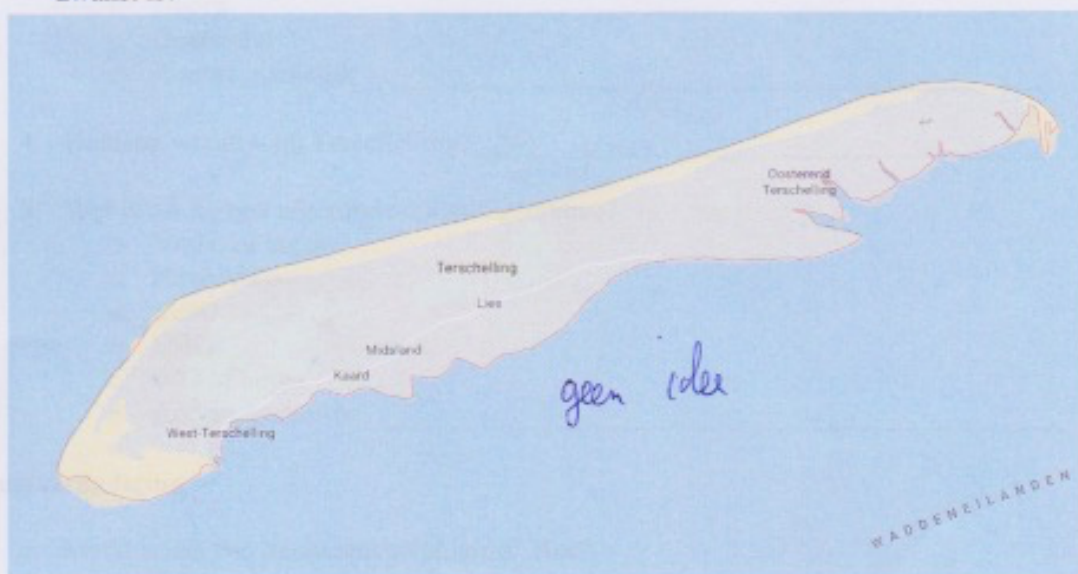 Oosterend
Terschelling
Terschelling
Lies
Midsland
Kaard
geen idee
West-Terschelling
WADDENEILANDEN